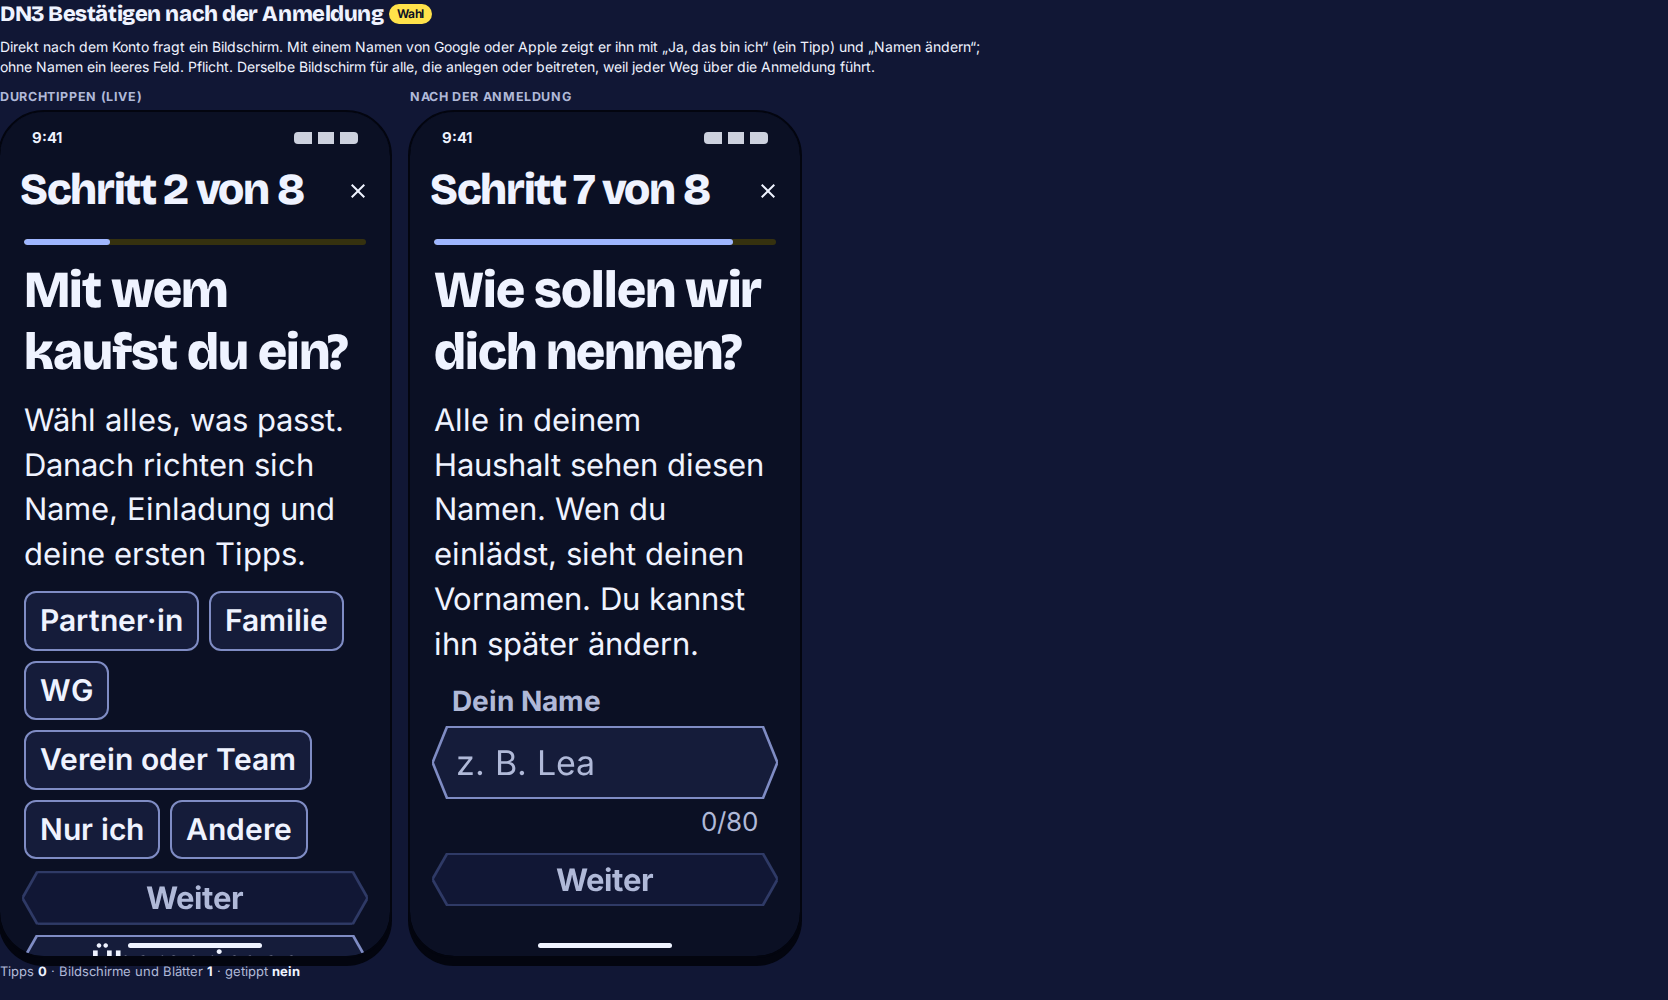 DN3 Bestätigen nach der Anmeldung Wahl
Direkt nach dem Konto fragt ein Bildschirm. Mit einem Namen von Google oder Apple zeigt er ihn mit „Ja, das bin ich“ (ein Tipp) und „Namen ändern“;
ohne Namen ein leeres Feld. Pflicht. Derselbe Bildschirm für alle, die anlegen oder beitreten, weil jeder Weg über die Anmeldung führt.
DURCHTIPPEN (LIVE)
9:41
Schritt 2 von 8
Mit wem
kaufst du ein?
Wähl alles, was passt.
Danach richten sich
Name, Einladung und
deine ersten Tipps.
Partner·in Familie
WG
Verein oder Team
Nur ich Andere
Weiter
Tipps 0 · Bildschirme und Blätter 1 · getippt nein
NACH DER ANMELDUNG
9:41
Schritt 7 von 8
Wie sollen wir
dich nennen?
Alle in deinem
Haushalt sehen diesen
Namen. Wen du
einlädst, sieht deinen
Vornamen. Du kannst
ihn später ändern.
Dein Name
z. B. Lea
0/80
Weiter